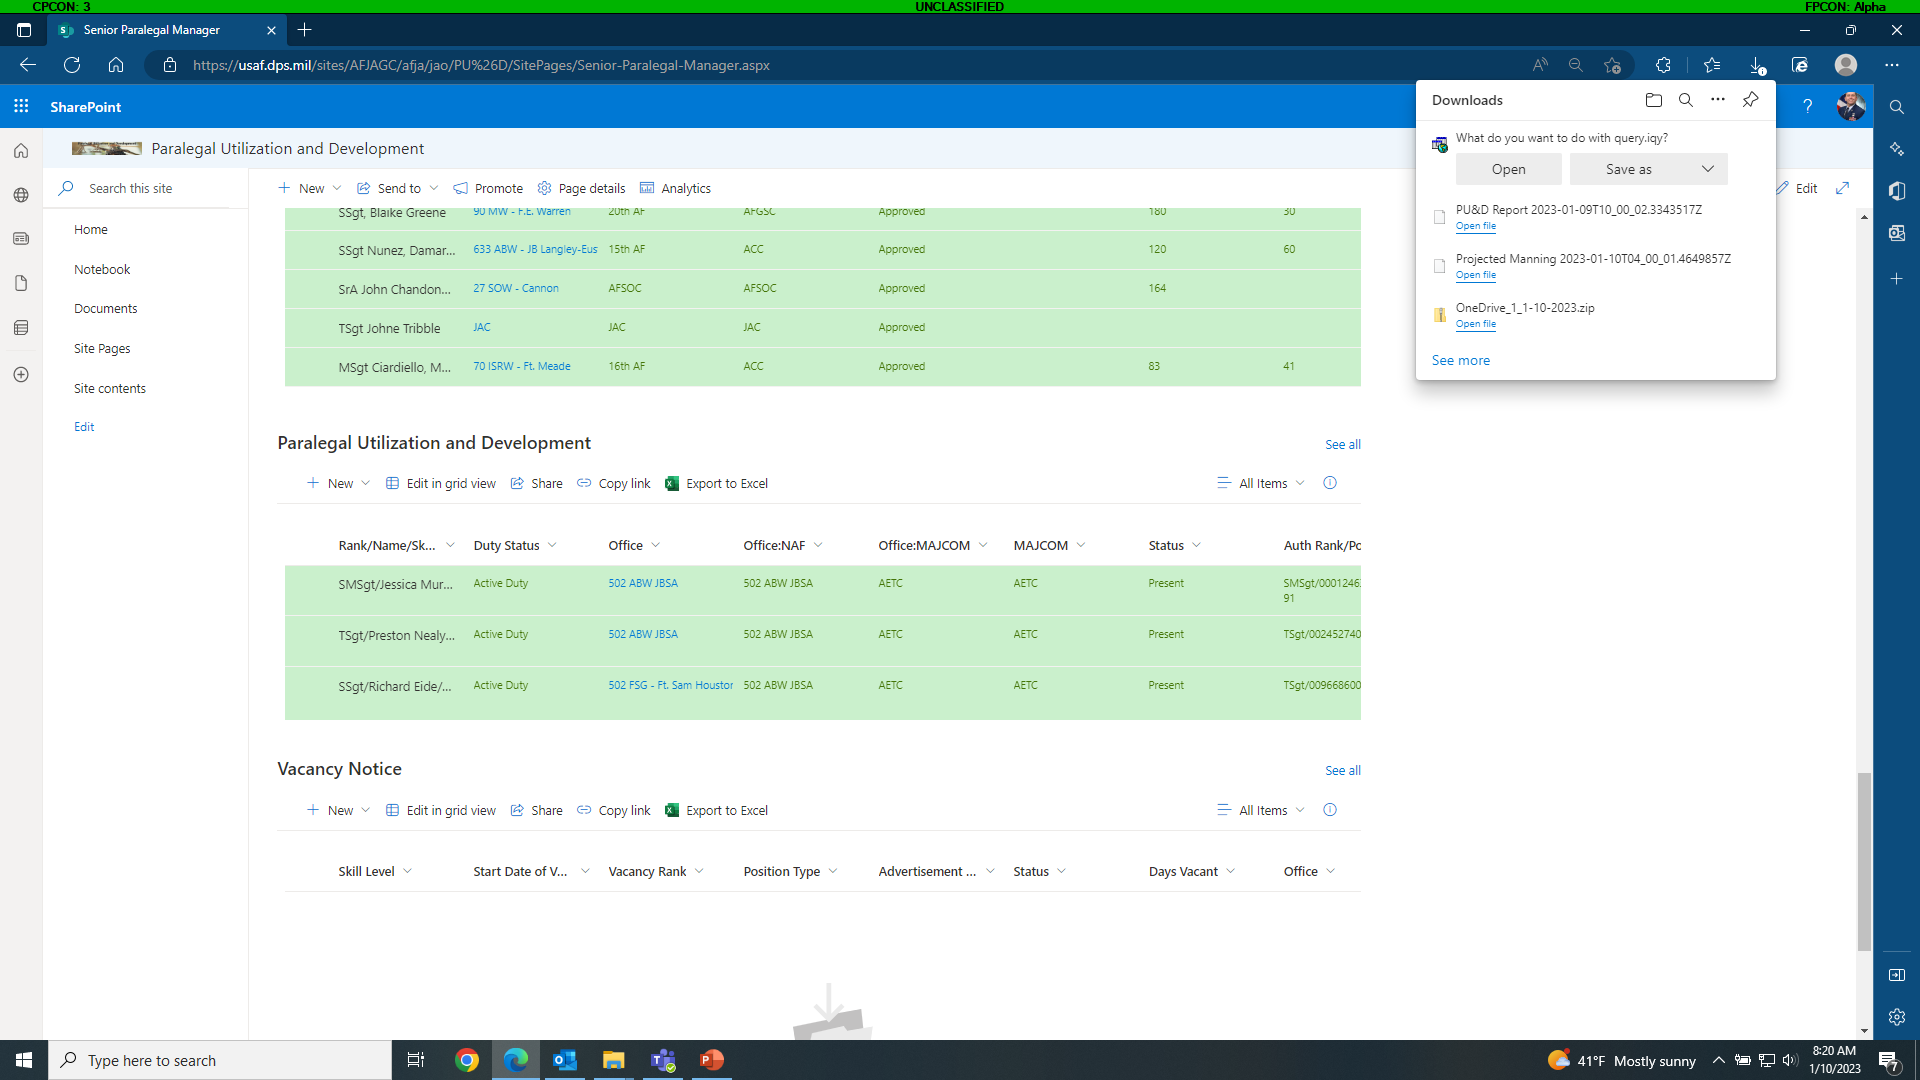 CPCON: 3 UNCLASSIFIED FPCON: Alpha
Senior Paralegal Manager
https://usaf.dps.mil/sites/AFJAGC/afja/jao/PU%26D/SitePages/Senior-Paralegal-Manager.aspx
SharePoint
Paralegal Utilization and Development
Search this site
Home
Notebook
Documents
Site Pages
Site contents
Edit
New Send to Promote Page details Analytics Edit
SSgt, Blaike Greene 90 MW - F.E. Warren 20th AF AFGSC Approved 180 30
SSgt Nunez, Damar... 633 ABW - JB Langley-Eus 15th AF ACC Approved 120 60
SrA John Chandon... 27 SOW - Cannon AFSOC AFSOC Approved 164
TSgt Johne Tribble JAC JAC JAC Approved
MSgt Ciardiello, M... 70 ISRW - Ft. Meade 16th AF ACC Approved 83 41
Paralegal Utilization and Development See all
New Edit in grid view Share Copy link Export to Excel All Items
Rank/Name/Sk... Duty Status Office Office:NAF Office:MAJCOM MAJCOM Status Auth Rank/Po
SMSgt/Jessica Mur... Active Duty 502 ABW JBSA 502 ABW JBSA AETC AETC Present SMSgt/0001246
91
TSgt/Preston Nealy... Active Duty 502 ABW JBSA 502 ABW JBSA AETC AETC Present TSgt/002452740
SSgt/Richard Eide/... Active Duty 502 FSG - Ft. Sam Houston 502 ABW JBSA AETC AETC Present TSgt/009668600
Vacancy Notice See all
New Edit in grid view Share Copy link Export to Excel All Items
Skill Level Start Date of V... Vacancy Rank Position Type Advertisement ... Status Days Vacant Office
Downloads
What do you want to do with query.iqy?
Open Save as
PU&D Report 2023-01-09T10_00_02.3343517Z
Open file
Projected Manning 2023-01-10T04_00_01.4649857Z
Open file
OneDrive_1_1-10-2023.zip
Open file
See more
Type here to search
41°F Mostly sunny
8:20 AM
1/10/2023
7